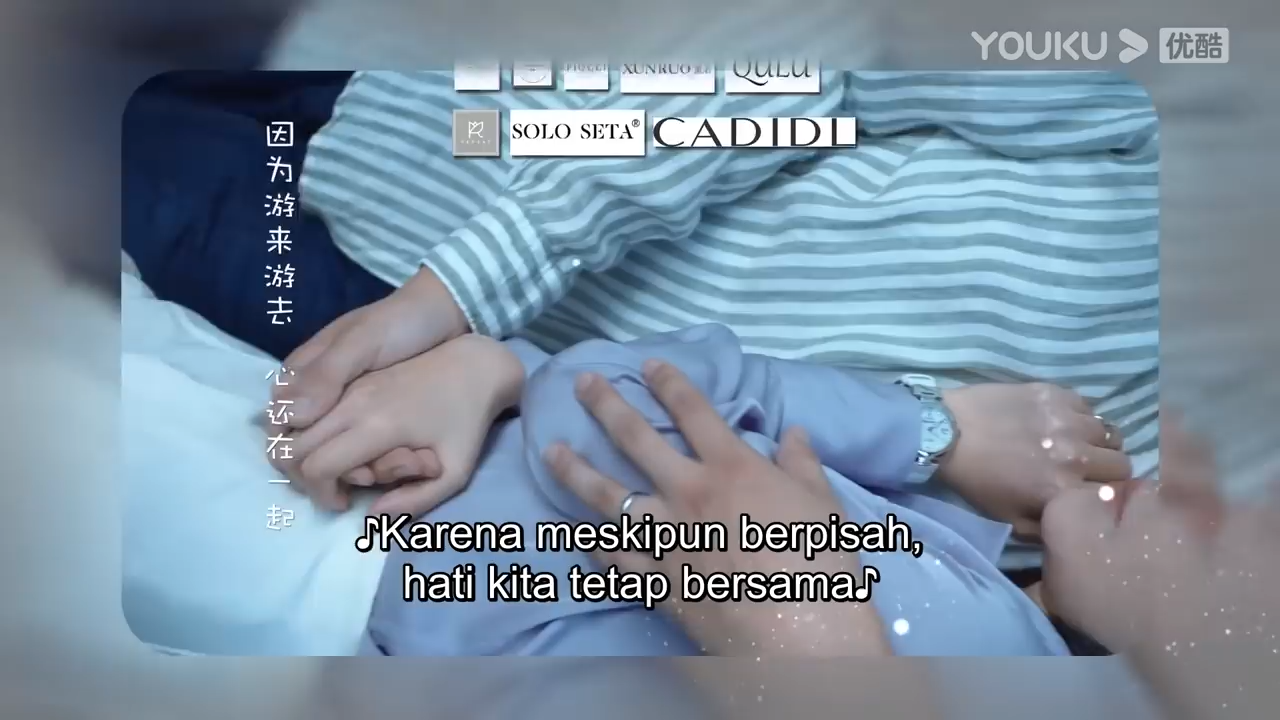 YOUKU 优酷
XUNRUO
QULU
SOLO SETA®
CADIDL
因为游来游去 心还在一起
♪Karena meskipun berpisah,
hati kita tetap bersama♪